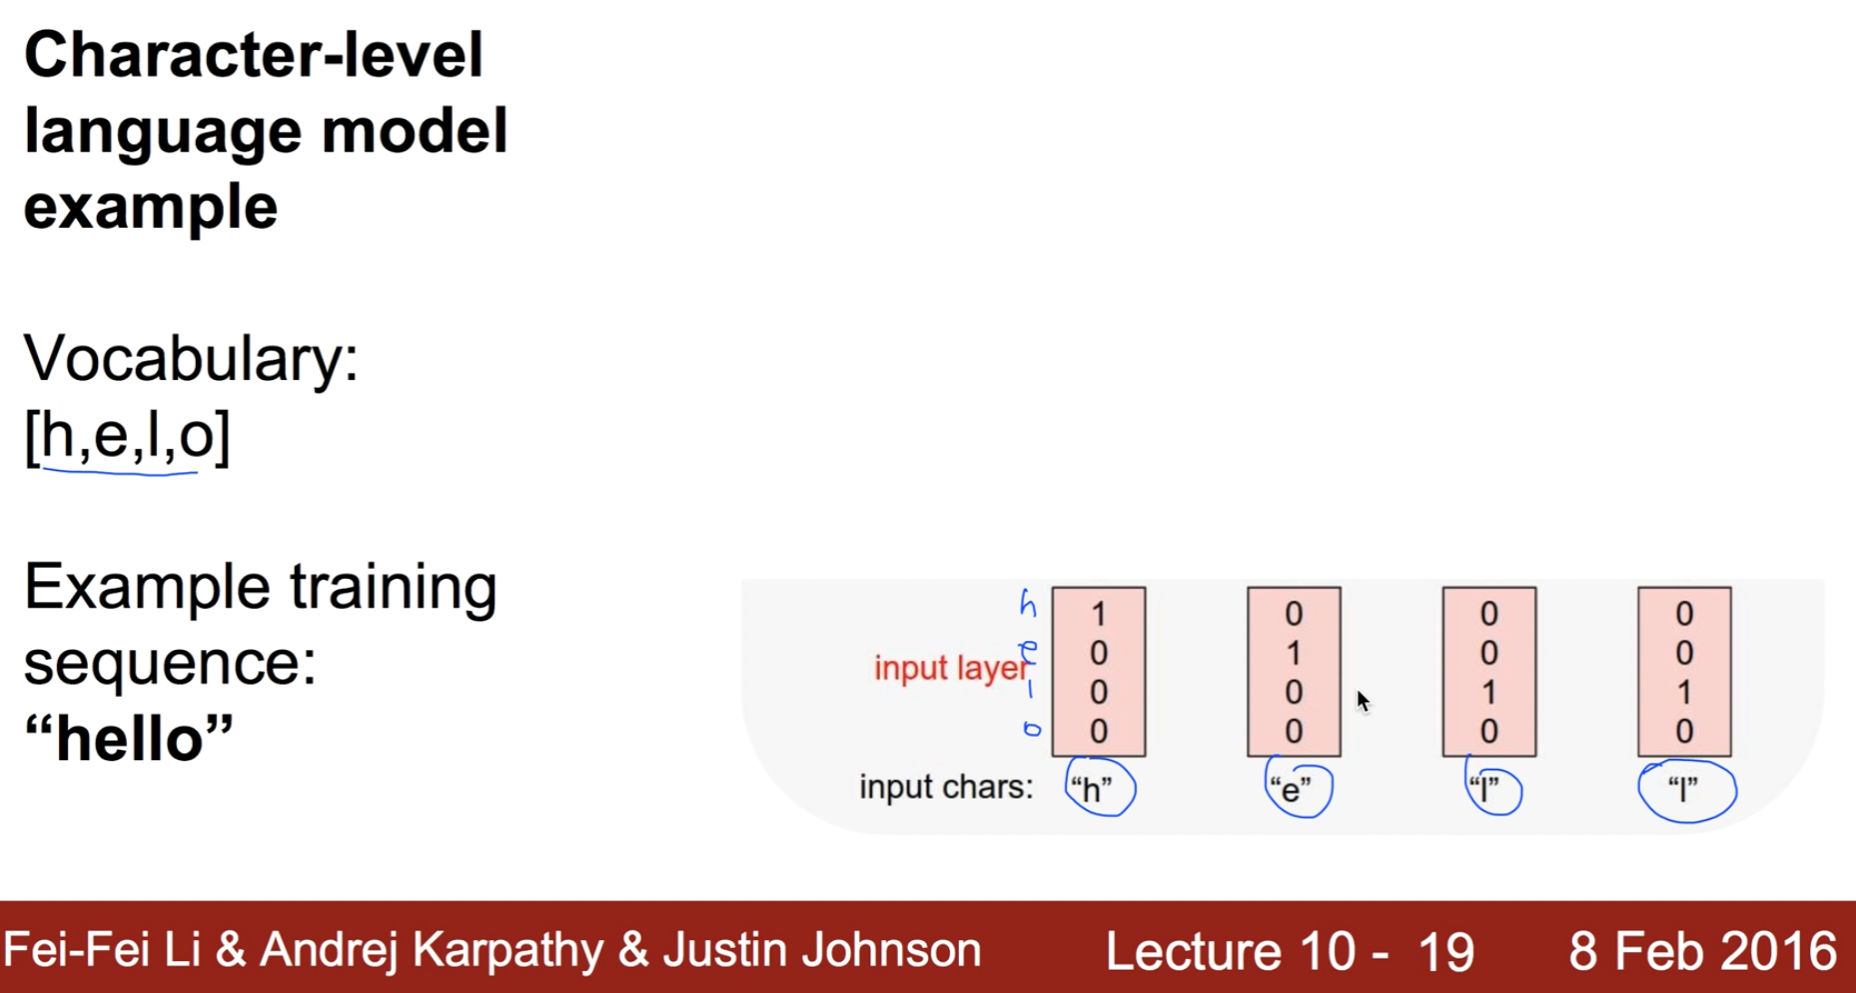 Character-level
language model
example
Vocabulary:
[h,e,l,o]
Example training
sequence:
“hello”
h
e
l
o
input layer
1 0 0 0
0 1 0 0
0 0 1 1
0 0 0 0
input chars: “h” “e” “l” “l”
Fei-Fei Li & Andrej Karpathy & Justin Johnson Lecture 10 - 19 8 Feb 2016